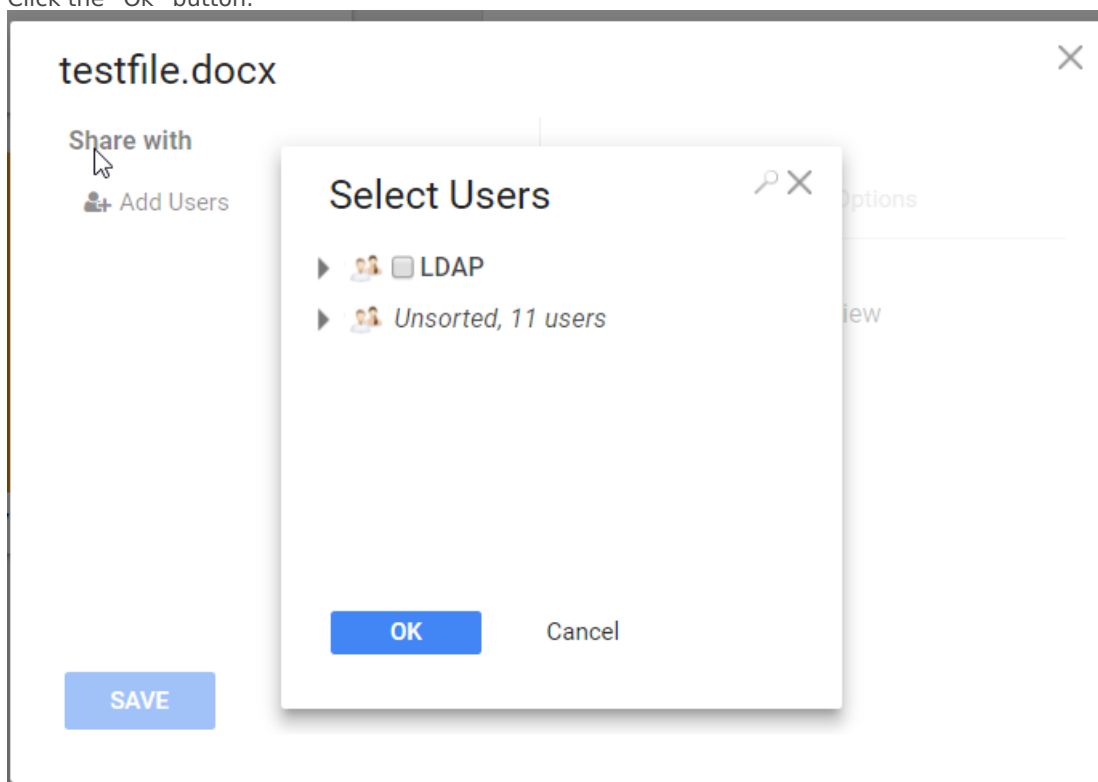 Click the "Ok" button.
testfile.docx
Share with
Add Users
Select Users
Options
LDAP
Unsorted, 11 users
iew
OK
Cancel
SAVE